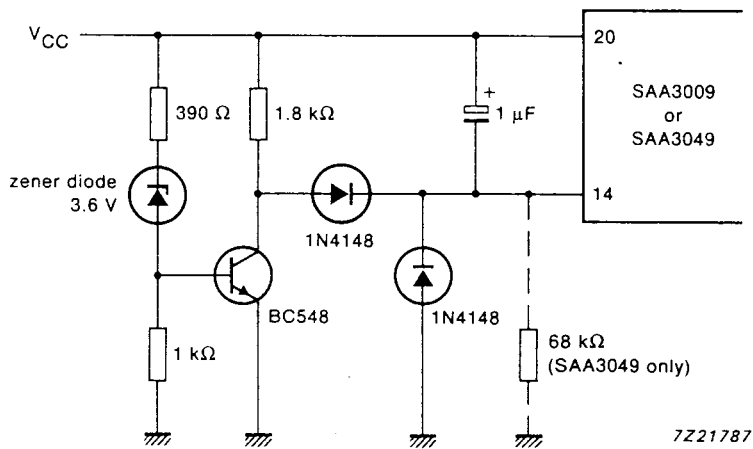 VCC
20
390 Ω
1.8 kΩ
+
1 μF
SAA3009
or
SAA3049
zener diode
3.6 V
14
1N4148
BC548
1N4148
1 kΩ
68 kΩ
(SAA3049 only)
7Z21787